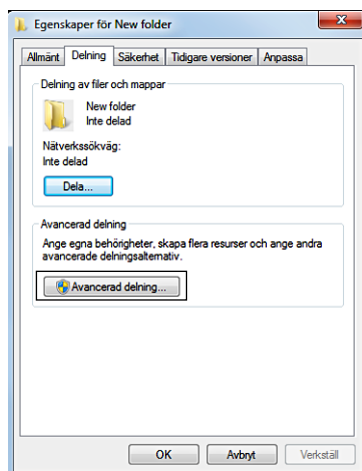 Egenskaper för New folder
Allmänt Delning Säkerhet Tidigare versioner Anpassa
Delning av filer och mappar
New folder
Inte delad
Nätverkssökväg:
Inte delad
Dela...
Avancerad delning
Ange egna behörigheter, skapa flera resurser och ange andra
avancerade delningsalternativ.
Avancerad delning...
OK Avbryt Verkställ